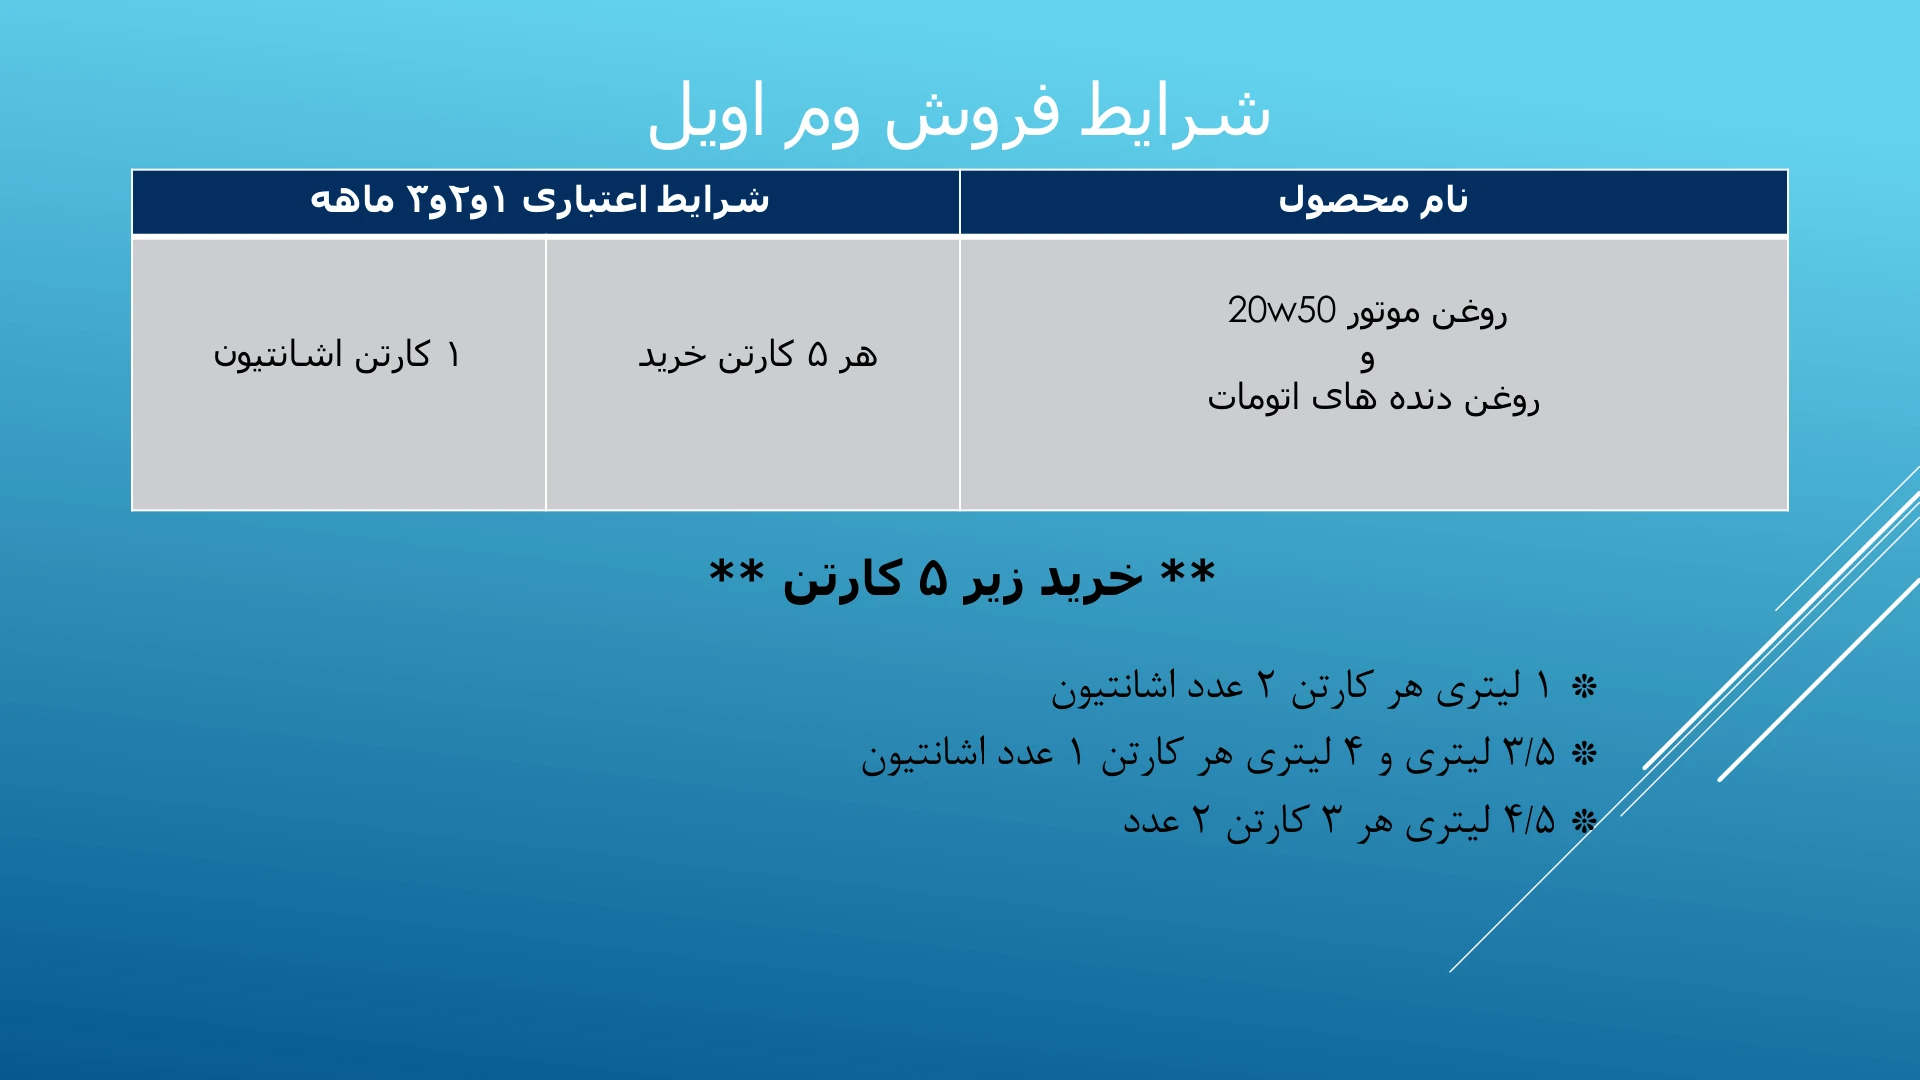 شرایط فروش وم اویل
نام محصول
شرایط اعتباری ۱و۲و۳ ماهه
روغن موتور 20w50
و
روغن دنده های اتومات
هر ۵ کارتن خرید
۱ کارتن اشانتیون
** خرید زیر ۵ کارتن **
❊ ۱ لیتری هر کارتن ۲ عدد اشانتیون
❊ ۳/۵ لیتری و ۴ لیتری هر کارتن ۱ عدد اشانتیون
❊ ۴/۵ لیتری هر ۳ کارتن ۲ عدد